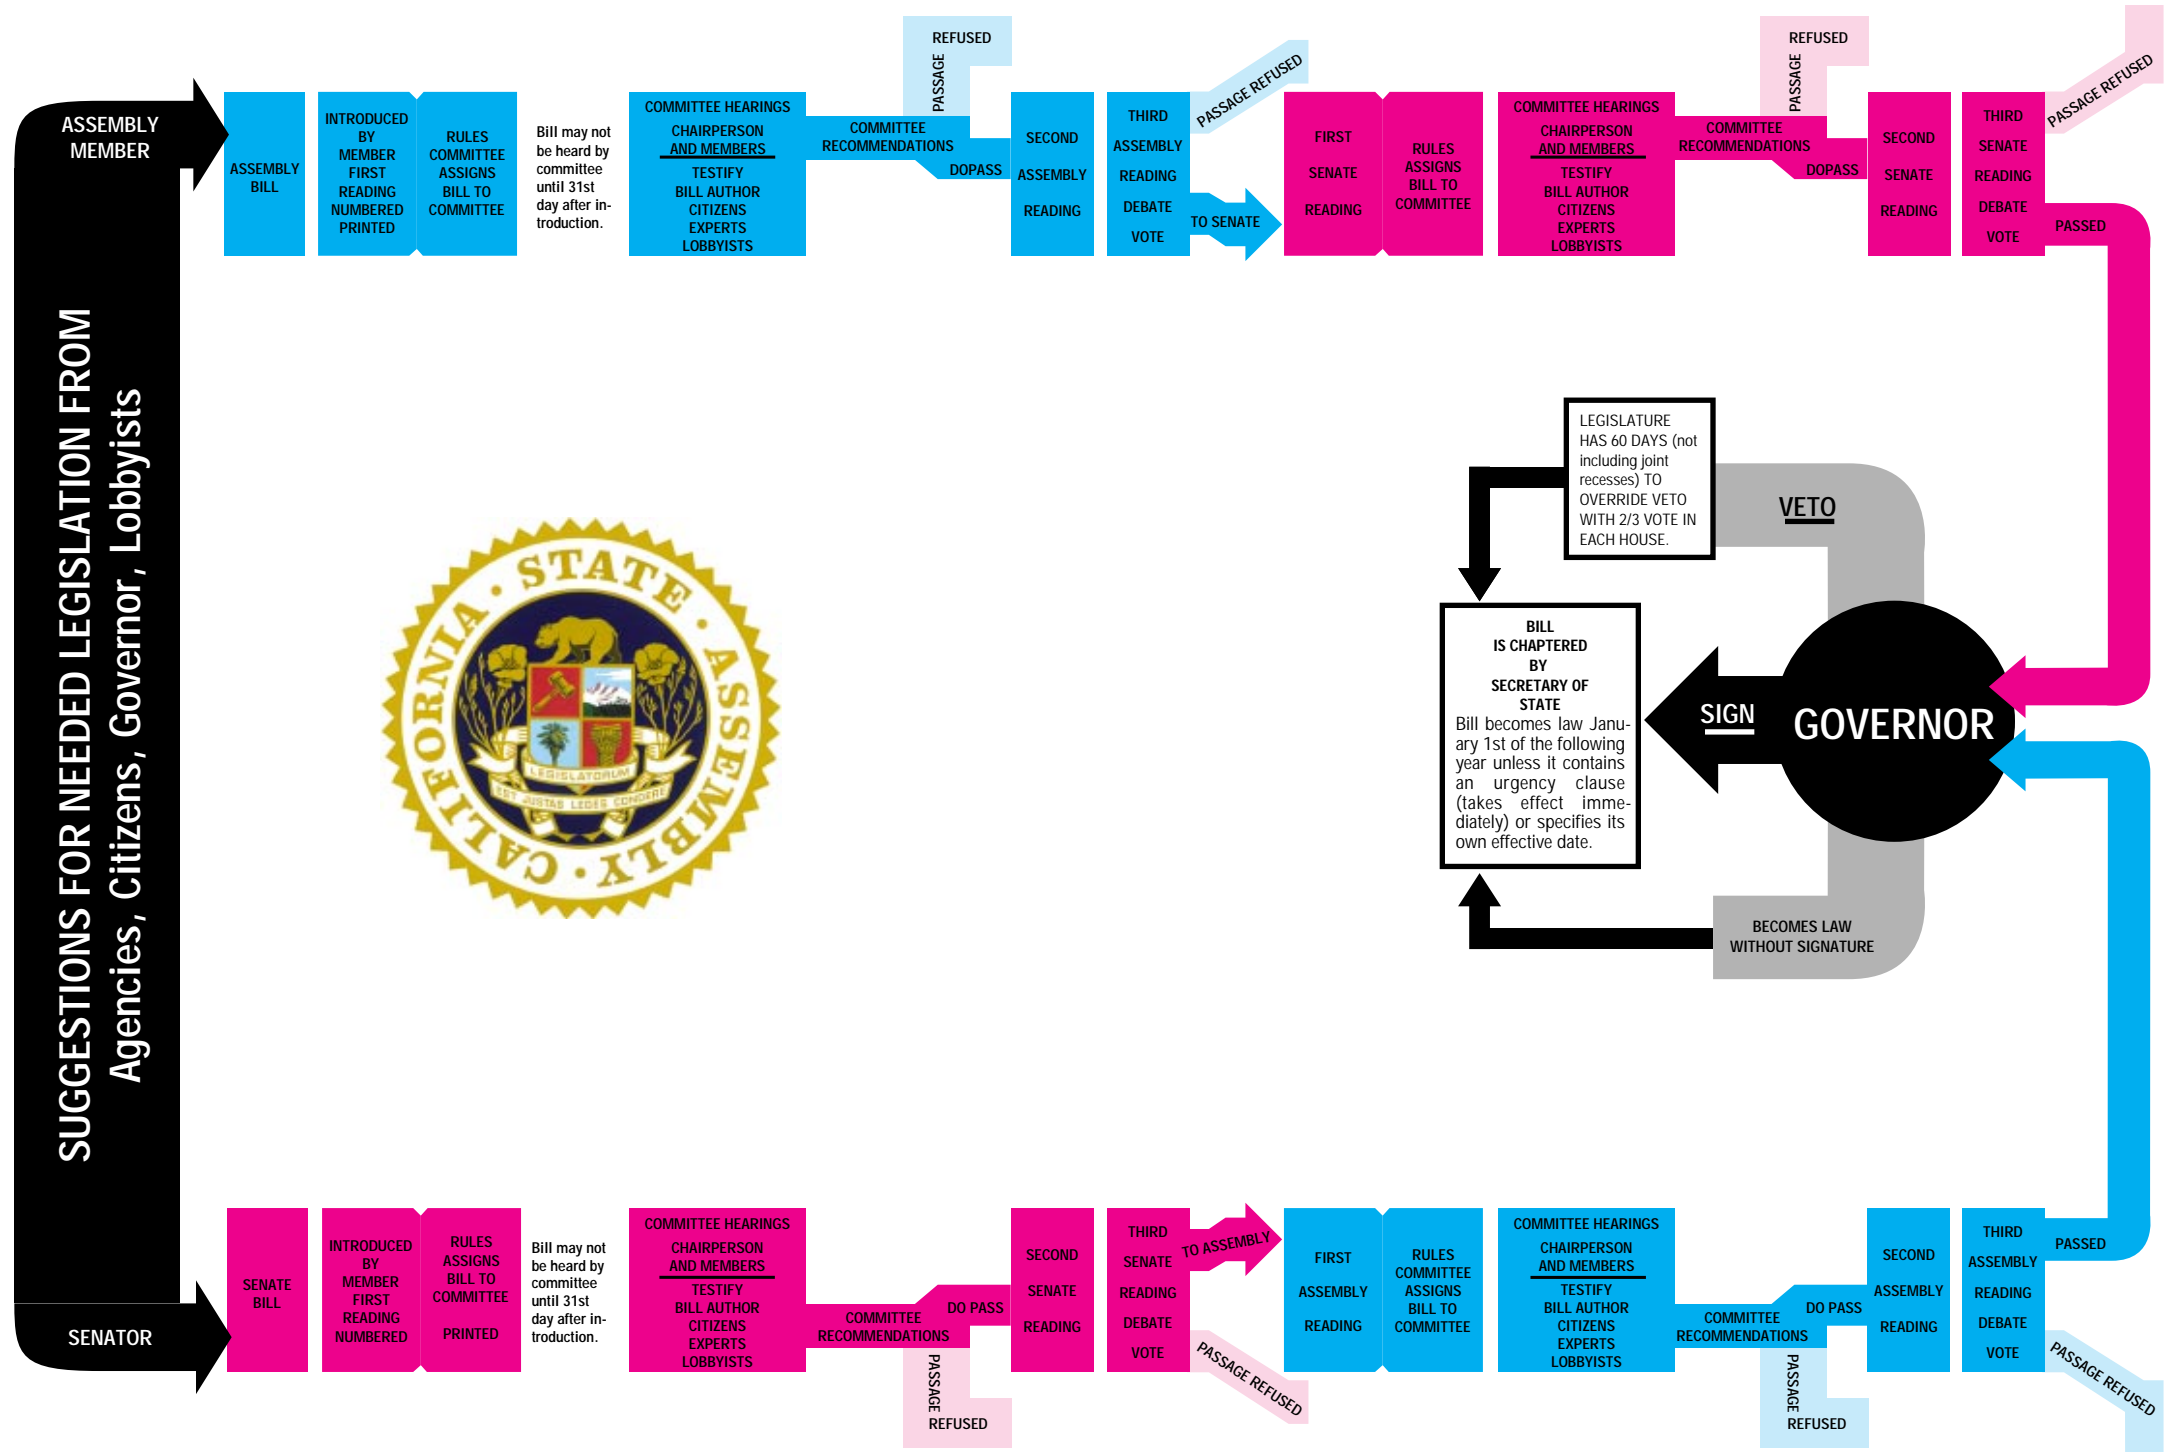 SUGGESTIONS FOR NEEDED LEGISLATION FROM
Agencies, Citizens, Governor, Lobbyists
ASSEMBLY
MEMBER
ASSEMBLY
BILL
INTRODUCED
BY
MEMBER
FIRST
READING
NUMBERED
PRINTED
RULES
COMMITTEE
ASSIGNS
BILL TO
COMMITTEE
Bill may not
be heard by
committee
until 31st
day after in-
troduction.
COMMITTEE HEARINGS
CHAIRPERSON
AND MEMBERS
TESTIFY
BILL AUTHOR
CITIZENS
EXPERTS
LOBBYISTS
COMMITTEE
RECOMMENDATIONS
PASSAGE
REFUSED
DOPASS
SECOND
ASSEMBLY
READING
THIRD
ASSEMBLY
READING
DEBATE
VOTE
PASSAGE REFUSED
TO SENATE
FIRST
SENATE
READING
RULES
ASSIGNS
BILL TO
COMMITTEE
COMMITTEE HEARINGS
CHAIRPERSON
AND MEMBERS
TESTIFY
BILL AUTHOR
CITIZENS
EXPERTS
LOBBYISTS
COMMITTEE
RECOMMENDATIONS
PASSAGE
REFUSED
DOPASS
SECOND
SENATE
READING
THIRD
SENATE
READING
DEBATE
VOTE
PASSAGE REFUSED
PASSED
LEGISLATURE
HAS 60 DAYS (not
including joint
recesses) TO
OVERRIDE VETO
WITH 2/3 VOTE IN
EACH HOUSE.
VETO
CALIFORNIA · STATE · ASSEMBLY ·
LEGISLATORUM
EST JUSTAS LEGES CONDERE
BILL
IS CHAPTERED
BY
SECRETARY OF
STATE
Bill becomes law Janu-
ary 1st of the following
year unless it contains
an urgency clause
(takes effect imme-
diately) or specifies its
own effective date.
SIGN
GOVERNOR
BECOMES LAW
WITHOUT SIGNATURE
SENATOR
SENATE
BILL
INTRODUCED
BY
MEMBER
FIRST
READING
NUMBERED
RULES
ASSIGNS
BILL TO
COMMITTEE
PRINTED
Bill may not
be heard by
committee
until 31st
day after in-
troduction.
COMMITTEE HEARINGS
CHAIRPERSON
AND MEMBERS
TESTIFY
BILL AUTHOR
CITIZENS
EXPERTS
LOBBYISTS
COMMITTEE
RECOMMENDATIONS
DO PASS
PASSAGE
REFUSED
SECOND
SENATE
READING
THIRD
SENATE
READING
DEBATE
VOTE
TO ASSEMBLY
PASSAGE REFUSED
FIRST
ASSEMBLY
READING
RULES
COMMITTEE
ASSIGNS
BILL TO
COMMITTEE
COMMITTEE HEARINGS
CHAIRPERSON
AND MEMBERS
TESTIFY
BILL AUTHOR
CITIZENS
EXPERTS
LOBBYISTS
COMMITTEE
RECOMMENDATIONS
DO PASS
PASSAGE
REFUSED
SECOND
ASSEMBLY
READING
THIRD
ASSEMBLY
READING
DEBATE
VOTE
PASSED
PASSAGE REFUSED